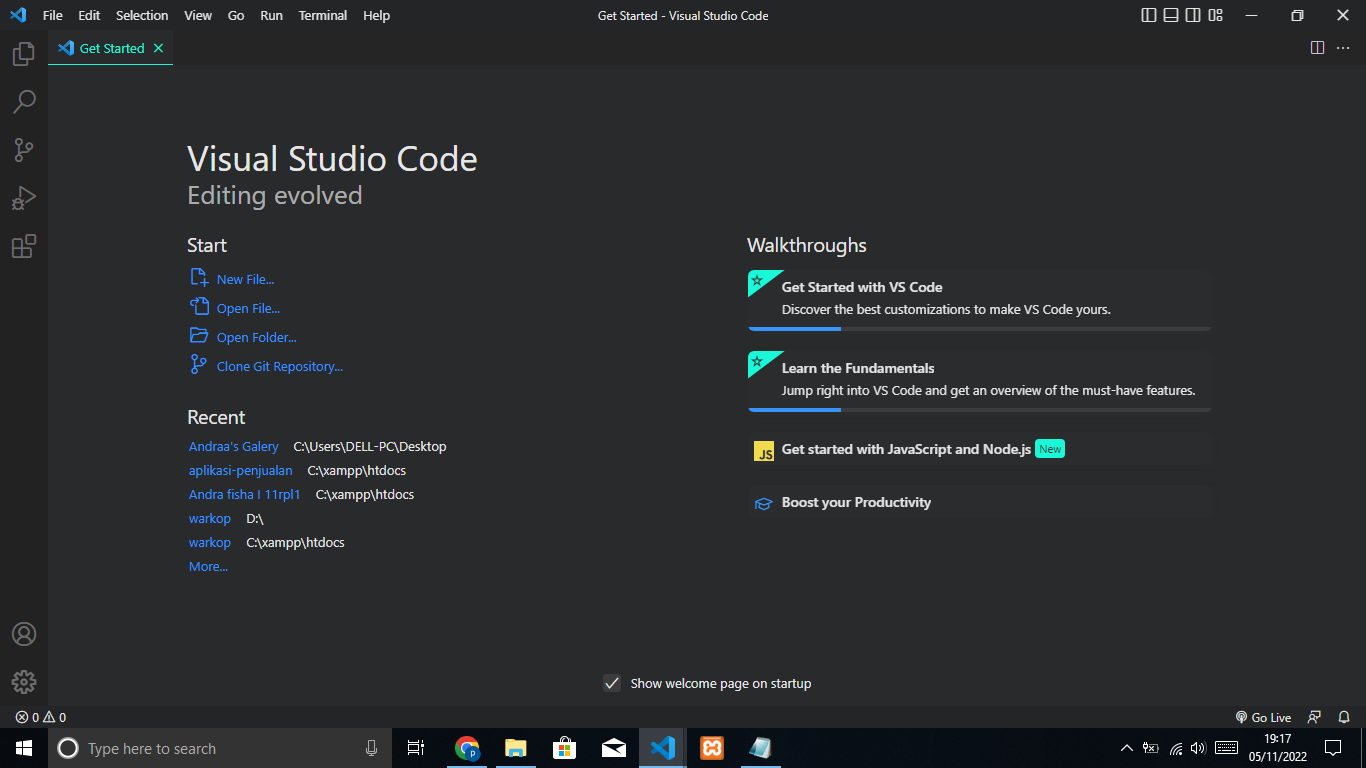 File Edit Selection View Go Run Terminal Help
Get Started - Visual Studio Code
Get Started
Visual Studio Code
Editing evolved
Start
New File...
Open File...
Open Folder...
Clone Git Repository...
Recent
Andraa's Galery C:\Users\DELL-PC\Desktop
aplikasi-penjualan C:\xampp\htdocs
Andra fisha I 11rpl1 C:\xampp\htdocs
warkop D:\
warkop C:\xampp\htdocs
More...
Walkthroughs
Get Started with VS Code
Discover the best customizations to make VS Code yours.
Learn the Fundamentals
Jump right into VS Code and get an overview of the must-have features.
JS Get started with JavaScript and Node.js New
Boost your Productivity
Show welcome page on startup
0 0
Go Live
Type here to search
p
19:17
05/11/2022